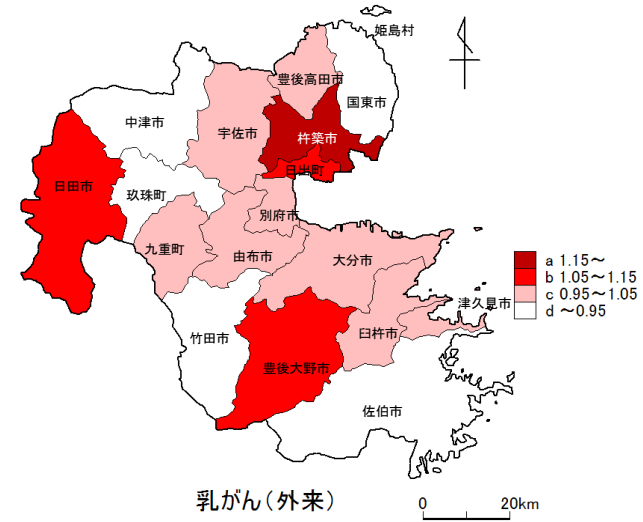 姫島村
豊後高田市
国東市
中津市
宇佐市
杵築市
日出町
日田市
玖珠町
別府市
九重町
由布市
大分市
a 1.15～
b 1.05～1.15
c 0.95～1.05
d ～0.95
津久見市
竹田市
臼杵市
豊後大野市
佐伯市
乳がん（外来）
0 20km